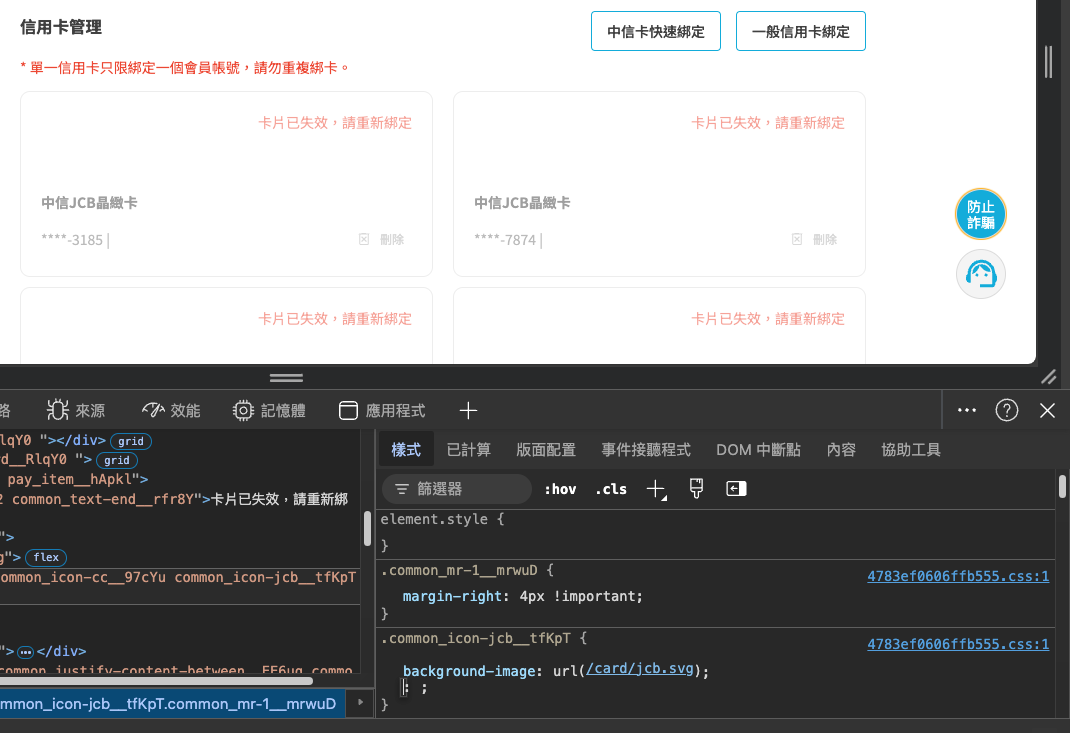 信用卡管理
中信卡快速綁定
一般信用卡綁定
* 單一信用卡只限綁定一個會員帳號，請勿重複綁卡。
卡片已失效，請重新綁定
卡片已失效，請重新綁定
中信JCB晶緻卡
中信JCB晶緻卡
****-3185 |
刪除
****-7874 |
刪除
防止
詐騙
卡片已失效，請重新綁定
卡片已失效，請重新綁定
路
來源
效能
記憶體
應用程式
lqY0 "></div> grid
rd__RlqY0 "> grid
pay_item__hApkl">
2 common_text-end__rfr8Y">卡片已失效，請重新綁
">
g"> flex
ommon_icon-cc__97cYu common_icon-jcb__tfKpT
"> … </div>
common_justify-content-between__EE6ug commo
mmon_icon-jcb__tfKpT.common_mr-1__mrwuD
樣式
已計算
版面配置
事件接聽程式
DOM 中斷點
內容
協助工具
篩選器
:hov
.cls
element.style {
}
.common_mr-1__mrwuD {
4783ef0606ffb555.css:1
margin-right: 4px !important;
}
.common_icon-jcb__tfKpT {
4783ef0606ffb555.css:1
background-image: url(/card/jcb.svg);
: ;
}